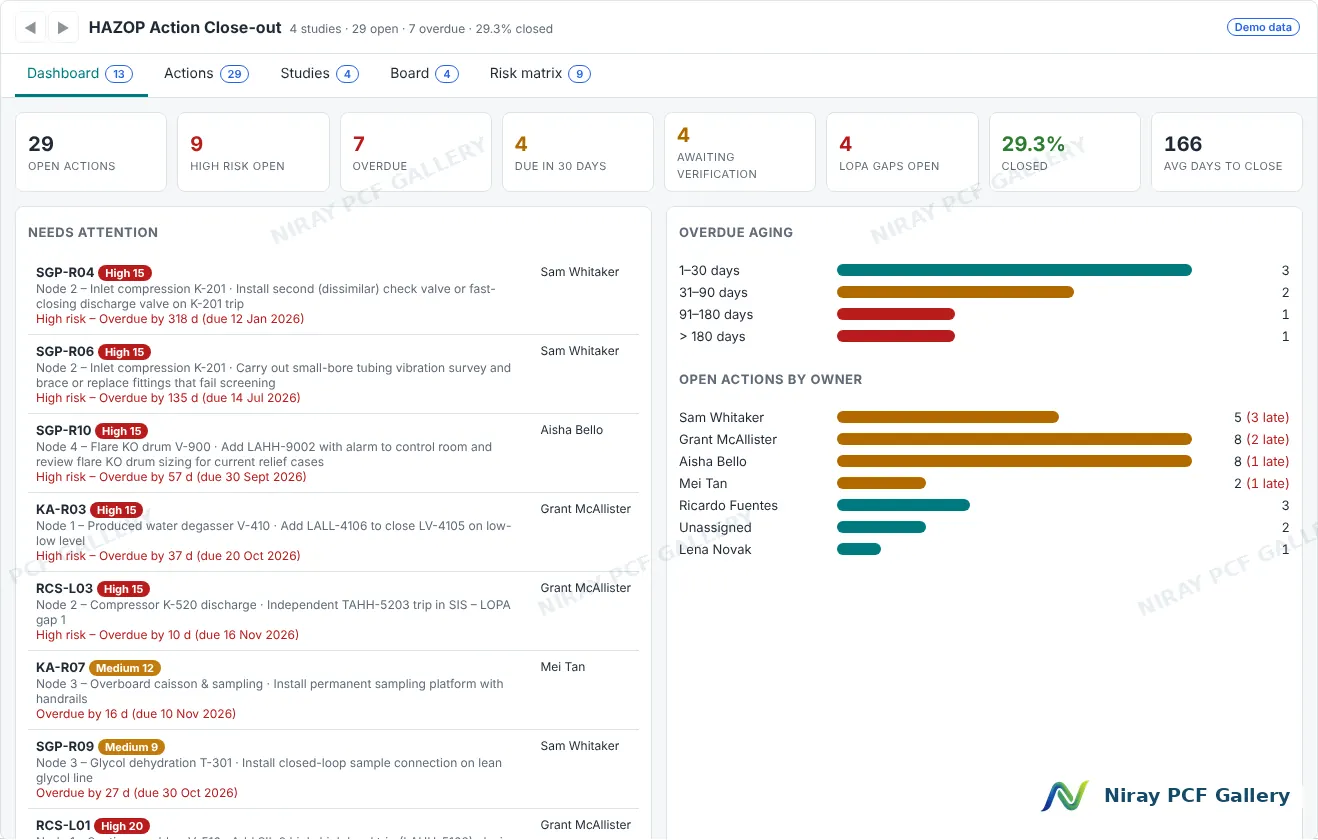 HAZOP Action Close-out 4 studies · 29 open · 7 overdue · 29.3% closed
Demo data
Dashboard 13 Actions 29 Studies 4 Board 4 Risk matrix 9
29
OPEN ACTIONS
9
HIGH RISK OPEN
7
OVERDUE
4
DUE IN 30 DAYS
4
AWAITING
VERIFICATION
4
LOPA GAPS OPEN
29.3%
CLOSED
166
AVG DAYS TO CLOSE
NEEDS ATTENTION
SGP-R04 High 15 Sam Whitaker
Node 2 – Inlet compression K-201 · Install second (dissimilar) check valve or fast-
closing discharge valve on K-201 trip
High risk – Overdue by 318 d (due 12 Jan 2026)
SGP-R06 High 15 Sam Whitaker
Node 2 – Inlet compression K-201 · Carry out small-bore tubing vibration survey and
brace or replace fittings that fail screening
High risk – Overdue by 135 d (due 14 Jul 2026)
SGP-R10 High 15 Aisha Bello
Node 4 – Flare KO drum V-900 · Add LAHH-9002 with alarm to control room and
review flare KO drum sizing for current relief cases
High risk – Overdue by 57 d (due 30 Sept 2026)
KA-R03 High 15 Grant McAllister
Node 1 – Produced water degasser V-410 · Add LALL-4106 to close LV-4105 on low-
low level
High risk – Overdue by 37 d (due 20 Oct 2026)
RCS-L03 High 15 Grant McAllister
Node 2 – Compressor K-520 discharge · Independent TAHH-5203 trip in SIS – LOPA
gap 1
High risk – Overdue by 10 d (due 16 Nov 2026)
KA-R07 Medium 12 Mei Tan
Node 3 – Overboard caisson & sampling · Install permanent sampling platform with
handrails
Overdue by 16 d (due 10 Nov 2026)
SGP-R09 Medium 9 Sam Whitaker
Node 3 – Glycol dehydration T-301 · Install closed-loop sample connection on lean
glycol line
Overdue by 27 d (due 30 Oct 2026)
RCS-L01 High 20 Grant McAllister
OVERDUE AGING
1–30 days 3
31–90 days 2
91–180 days 1
> 180 days 1
OPEN ACTIONS BY OWNER
Sam Whitaker 5 (3 late)
Grant McAllister 8 (2 late)
Aisha Bello 8 (1 late)
Mei Tan 2 (1 late)
Ricardo Fuentes 3
Unassigned 2
Lena Novak 1
NIRAY PCF GALLERY
NIRAY PCF GALLERY
PCF GALLERY
NIRAY PCF GALLERY
NIRAY PCF GALLE
Niray PCF Gallery